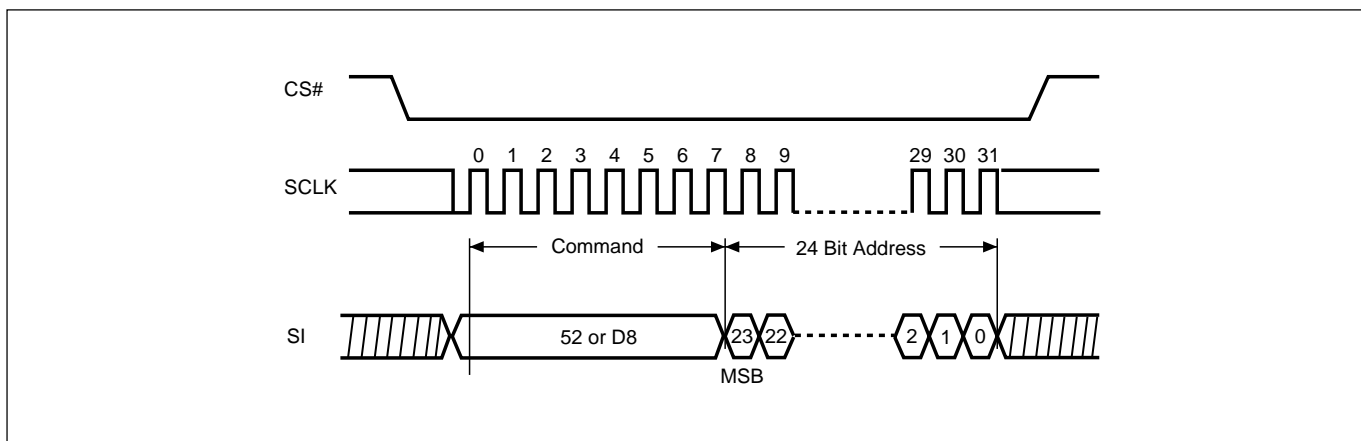 CS#
0 1 2 3 4 5 6 7 8 9 29 30 31
SCLK
Command 24 Bit Address
SI 52 or D8 23 22 2 1 0
MSB